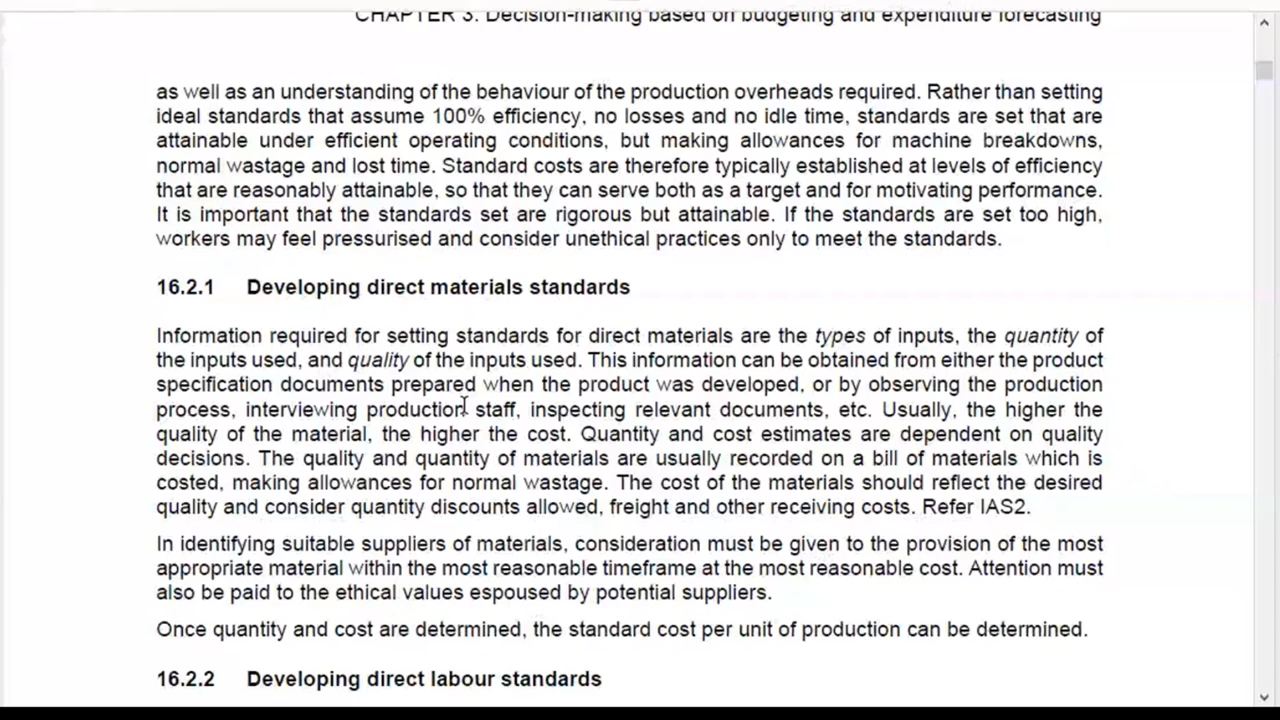 CHAPTER 3: Decision-making based on budgeting and expenditure forecasting
as well as an understanding of the behaviour of the production overheads required. Rather than setting
ideal standards that assume 100% efficiency, no losses and no idle time, standards are set that are
attainable under efficient operating conditions, but making allowances for machine breakdowns,
normal wastage and lost time. Standard costs are therefore typically established at levels of efficiency
that are reasonably attainable, so that they can serve both as a target and for motivating performance.
It is important that the standards set are rigorous but attainable. If the standards are set too high,
workers may feel pressurised and consider unethical practices only to meet the standards.
16.2.1 Developing direct materials standards
Information required for setting standards for direct materials are the types of inputs, the quantity of
the inputs used, and quality of the inputs used. This information can be obtained from either the product
specification documents prepared when the product was developed, or by observing the production
process, interviewing production staff, inspecting relevant documents, etc. Usually, the higher the
quality of the material, the higher the cost. Quantity and cost estimates are dependent on quality
decisions. The quality and quantity of materials are usually recorded on a bill of materials which is
costed, making allowances for normal wastage. The cost of the materials should reflect the desired
quality and consider quantity discounts allowed, freight and other receiving costs. Refer IAS2.
In identifying suitable suppliers of materials, consideration must be given to the provision of the most
appropriate material within the most reasonable timeframe at the most reasonable cost. Attention must
also be paid to the ethical values espoused by potential suppliers.
Once quantity and cost are determined, the standard cost per unit of production can be determined.
16.2.2 Developing direct labour standards